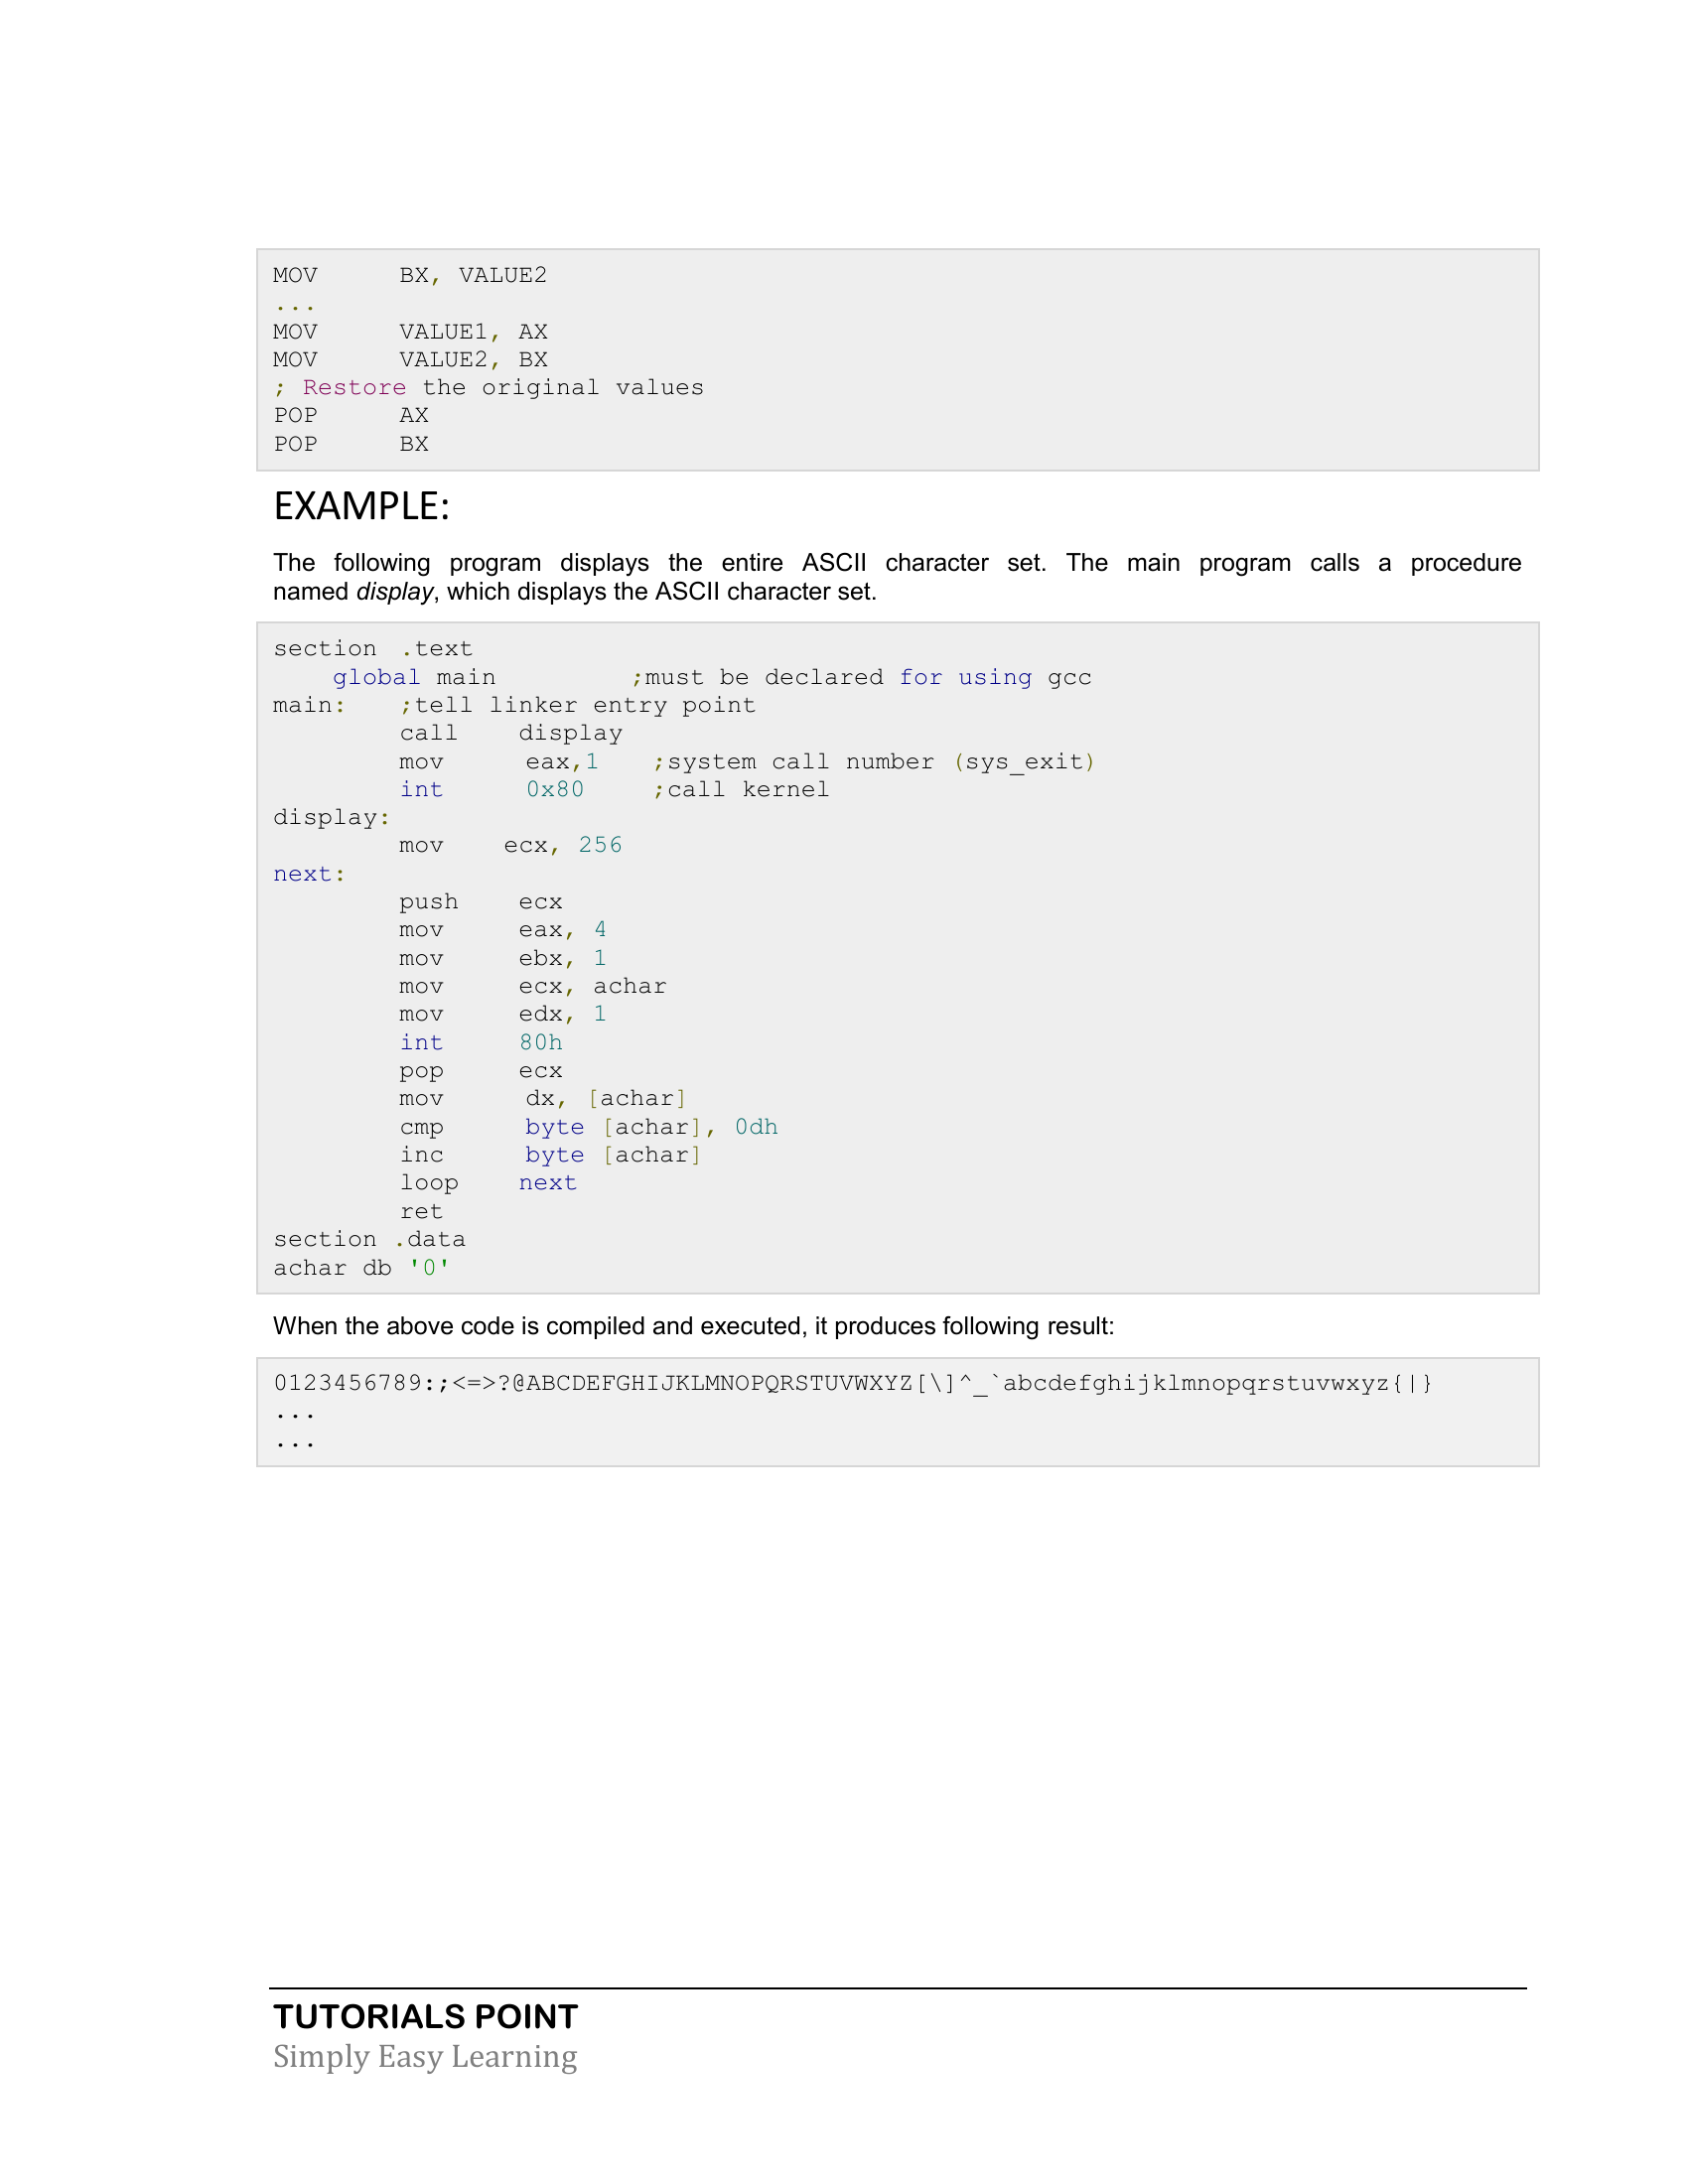 MOV BX, VALUE2
...
MOV VALUE1, AX
MOV VALUE2, BX
; Restore the original values
POP AX
POP BX
EXAMPLE:
The following program displays the entire ASCII character set. The main program calls a procedure
named display, which displays the ASCII character set.
section .text
global main ;must be declared for using gcc
main: ;tell linker entry point
call display
mov eax,1 ;system call number (sys_exit)
int 0x80 ;call kernel
display:
mov ecx, 256
next:
push ecx
mov eax, 4
mov ebx, 1
mov ecx, achar
mov edx, 1
int 80h
pop ecx
mov dx, [achar]
cmp byte [achar], 0dh
inc byte [achar]
loop next
ret
section .data
achar db '0'
When the above code is compiled and executed, it produces following result:
0123456789:;<=>?@ABCDEFGHIJKLMNOPQRSTUVWXYZ[\]^_`abcdefghijklmnopqrstuvwxyz{|}
...
...
TUTORIALS POINT
Simply Easy Learning